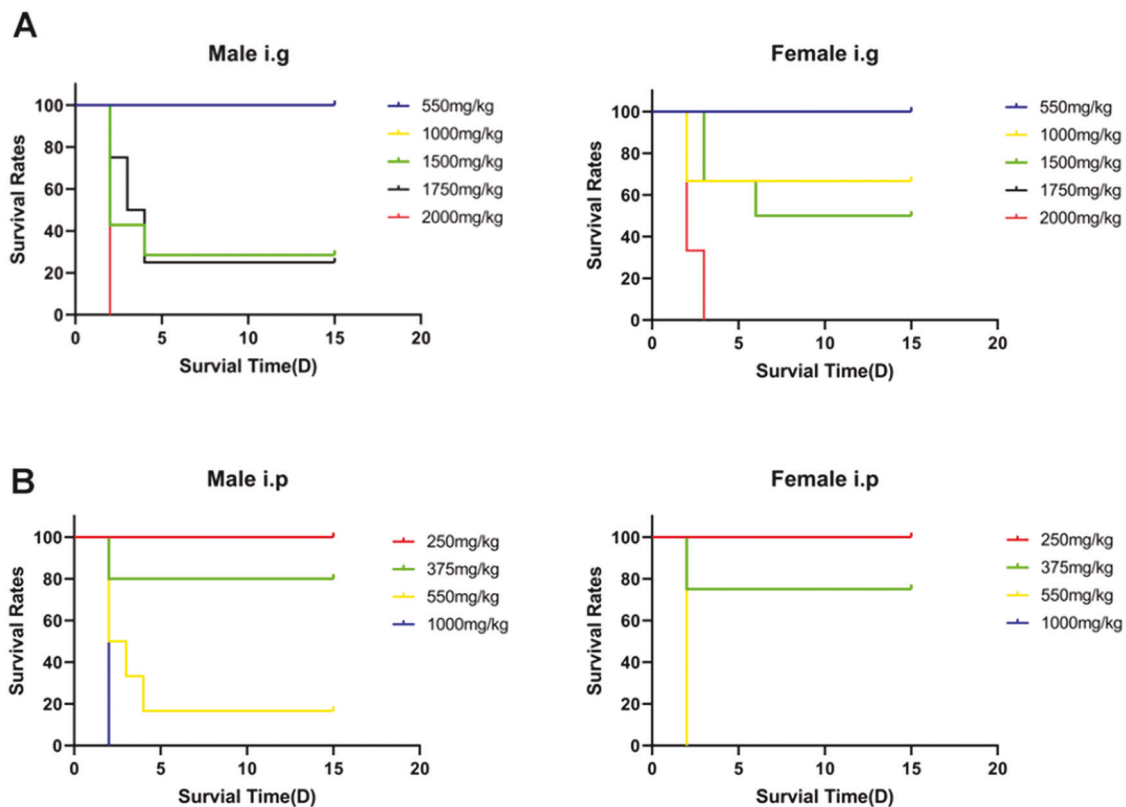 A
Male i.g
Survival Rates
100
80
60
40
20
0
0 5 10 15 20
Survial Time(D)
550mg/kg
1000mg/kg
1500mg/kg
1750mg/kg
2000mg/kg
Female i.g
Survival Rates
100
80
60
40
20
0
0 5 10 15 20
Survial Time(D)
550mg/kg
1000mg/kg
1500mg/kg
1750mg/kg
2000mg/kg
B
Male i.p
Survival Rates
100
80
60
40
20
0
0 5 10 15 20
Survial Time(D)
250mg/kg
375mg/kg
550mg/kg
1000mg/kg
Female i.p
Survival Rates
100
80
60
40
20
0
0 5 10 15 20
Survial Time(D)
250mg/kg
375mg/kg
550mg/kg
1000mg/kg